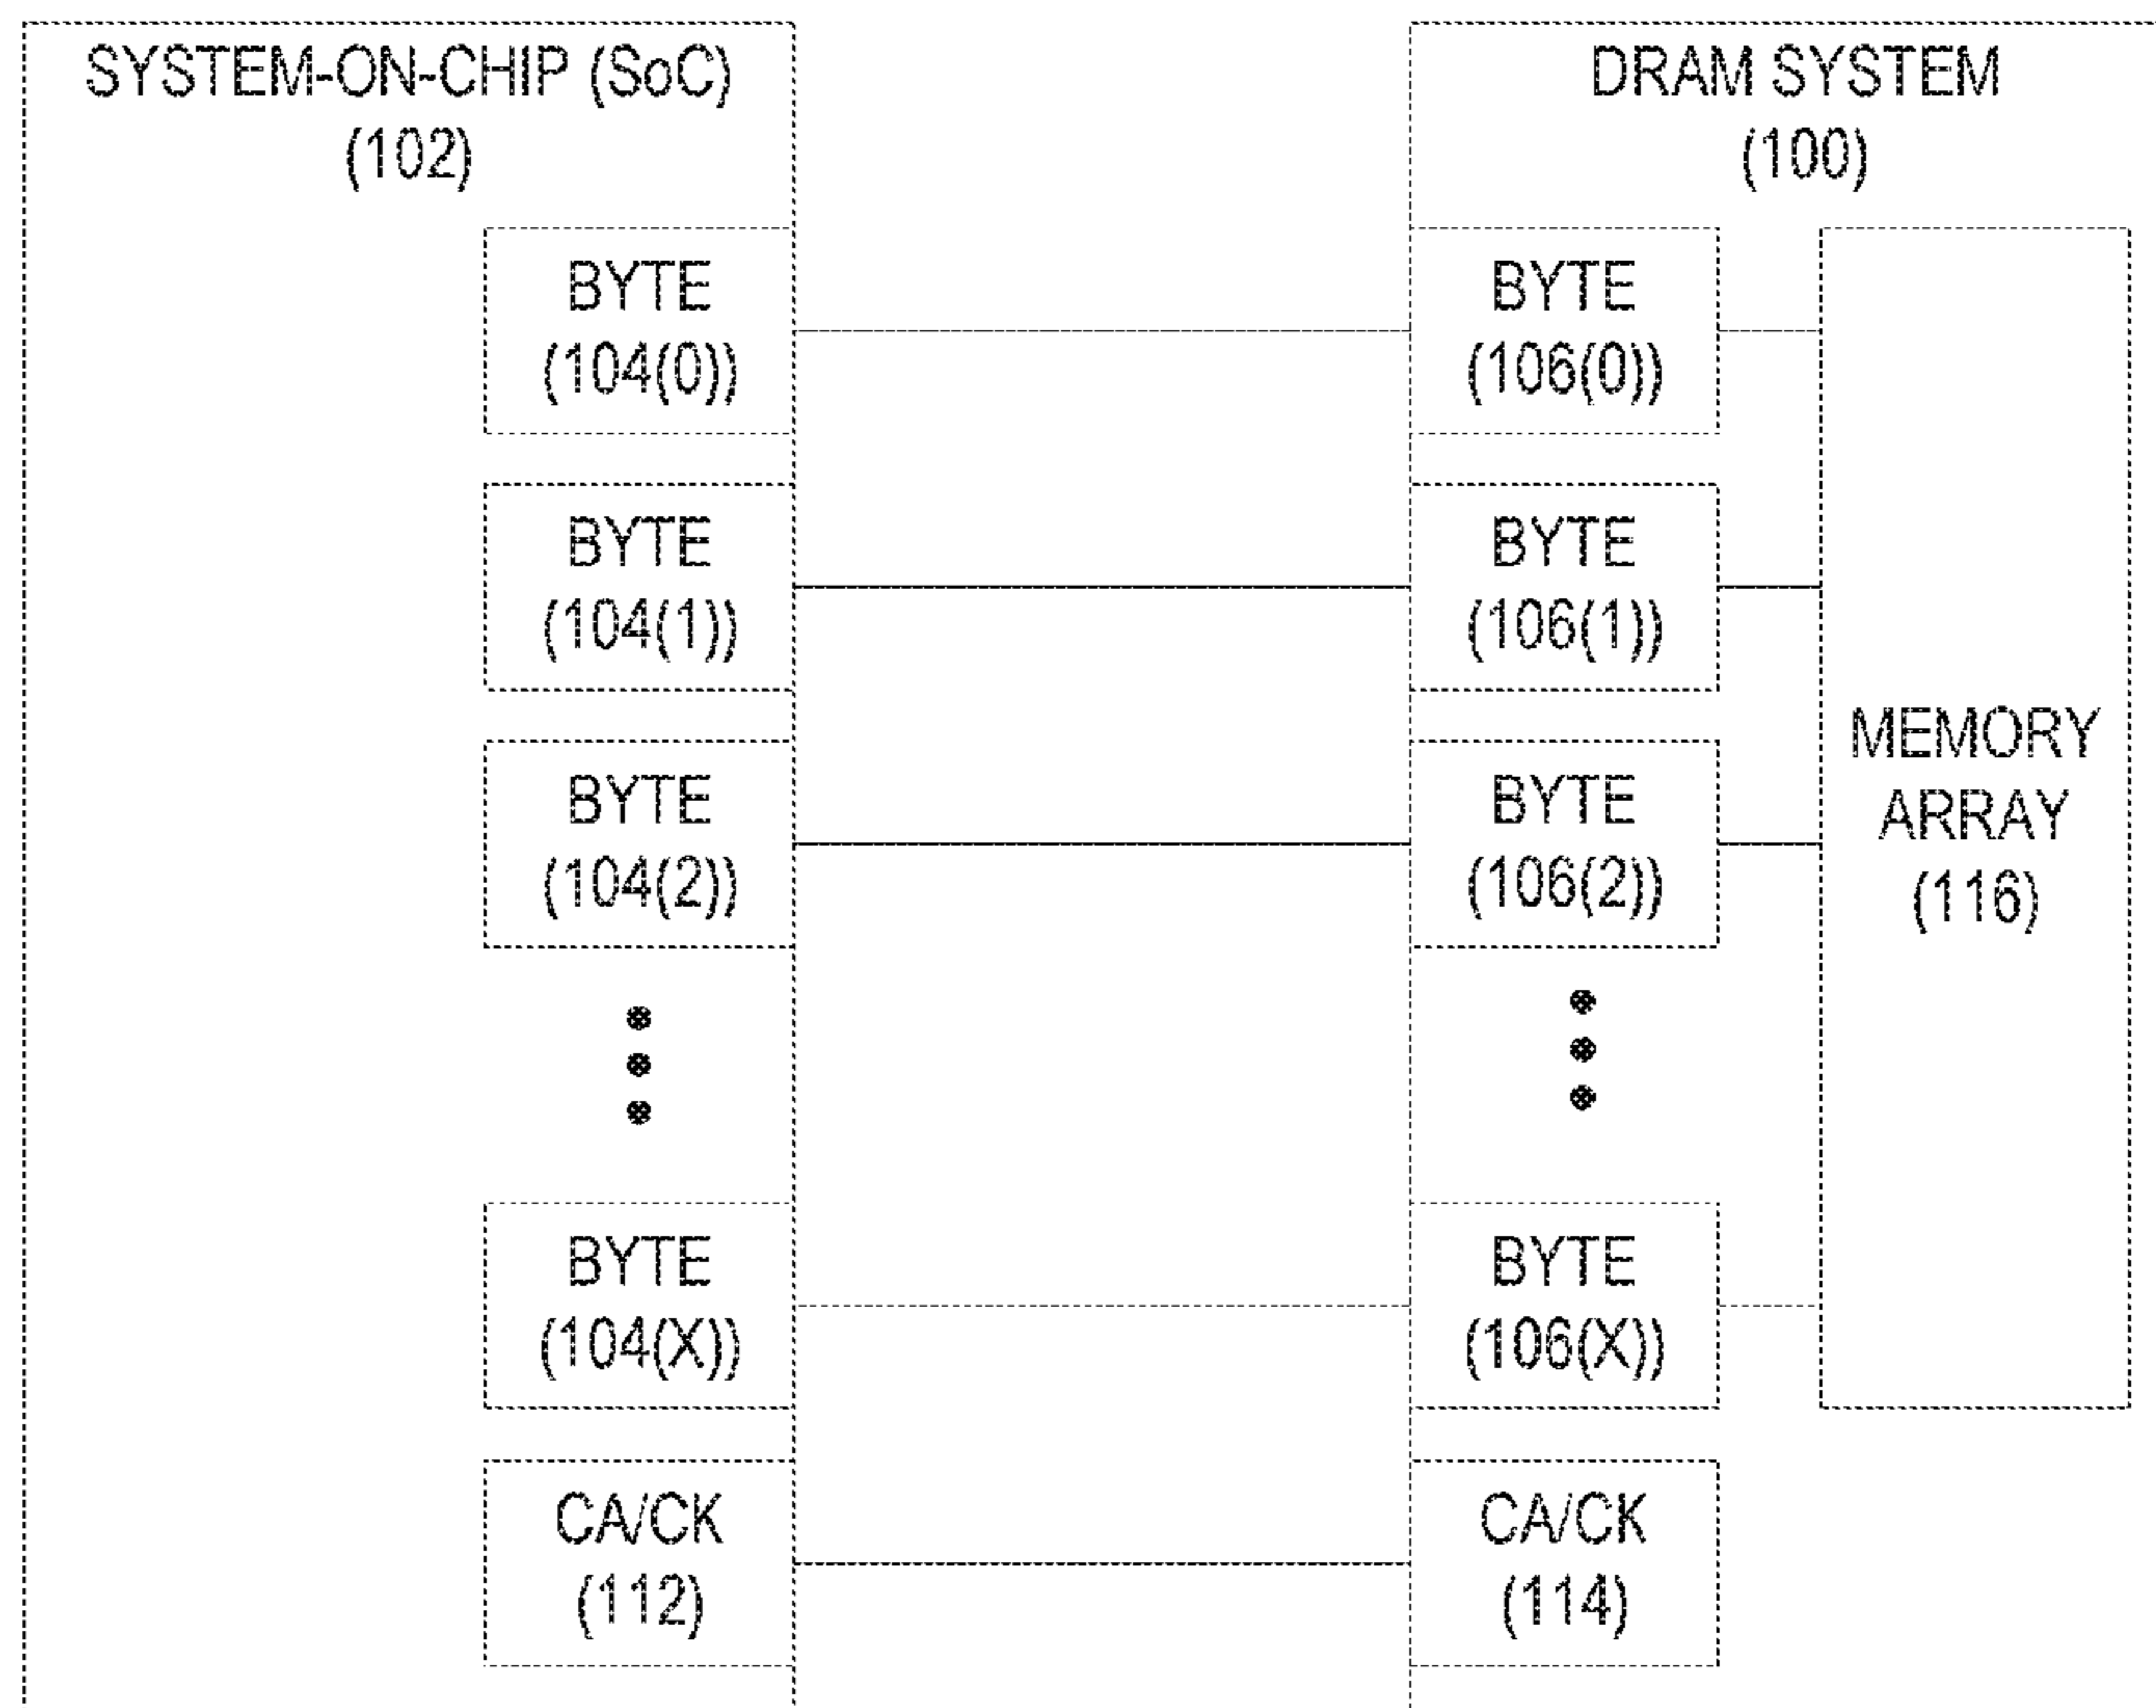 SYSTEM-ON-CHIP (SoC)
(102)
DRAM SYSTEM
(100)
BYTE
(104(0))
BYTE
(106(0))
BYTE
(104(1))
BYTE
(106(1))
BYTE
(104(2))
BYTE
(106(2))
MEMORY
ARRAY
(116)
BYTE
(104(X))
BYTE
(106(X))
CA/CK
(112)
CA/CK
(114)